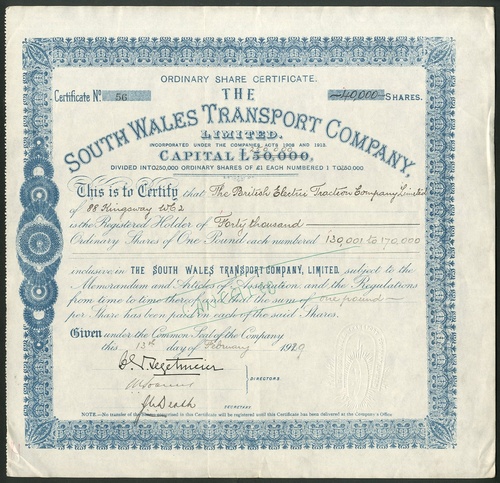 ORDINARY SHARE CERTIFICATE.
Certificate No. 56
40,000 SHARES.
THE
SOUTH WALES TRANSPORT COMPANY,
LIMITED.
INCORPORATED UNDER THE COMPANIES ACTS 1908 AND 1913.
CAPITAL £50,000,
DIVIDED INTO 250,000 ORDINARY SHARES OF £1 EACH NUMBERED 1 TO 250,000
This is to Certify that The British Electric Traction Company Limited
of 88 Kingsway WC2
is the Registered Holder of Forty thousand
Ordinary Shares of One Pound each numbered 130,001 to 170,000
inclusive in THE SOUTH WALES TRANSPORT COMPANY, LIMITED, subject to the
Memorandum and Articles of Association and the Regulations
from time to time thereof and that the sum of one pound
per Share has been paid on each of the said Shares.
Given under the Common Seal of the Company
this 13th day of February 1929
DIRECTORS.
SECRETARY.
NOTE.—No transfer of the Shares comprised in this Certificate will be registered until this Certificate has been delivered at the Company's Office.